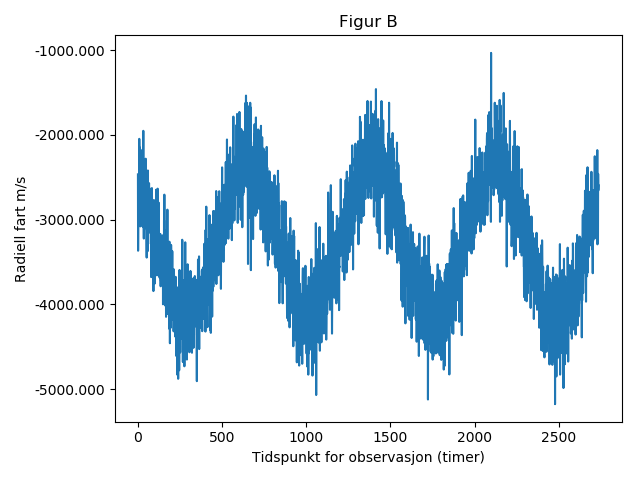 Figur B
-1000.000
-2000.000
-3000.000
-4000.000
-5000.000
Radiell fart m/s
0 500 1000 1500 2000 2500
Tidspunkt for observasjon (timer)